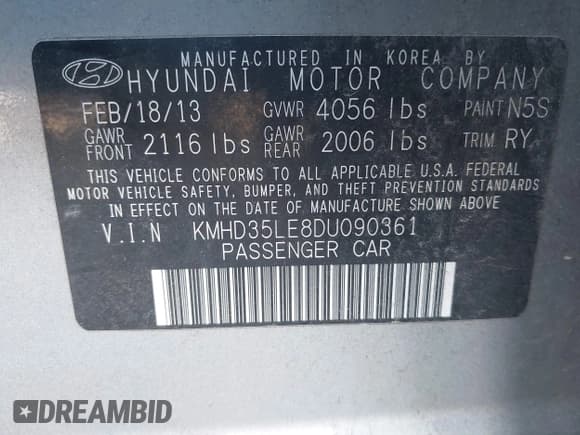 MANUFACTURED IN KOREA BY
HYUNDAI MOTOR COMPANY
FEB/18/13 GVWR 4056 lbs PAINT N5S
GAWR FRONT 2116 lbs GAWR REAR 2006 lbs TRIM RY
THIS VEHICLE CONFORMS TO ALL APPLICABLE U.S.A. FEDERAL
MOTOR VEHICLE SAFETY, BUMPER, AND THEFT PREVENTION STANDARDS
IN EFFECT ON THE DATE OF MANUFACTURE SHOWN ABOVE
V.I.N KMHD35LE8DU090361
PASSENGER CAR
DREAMBID